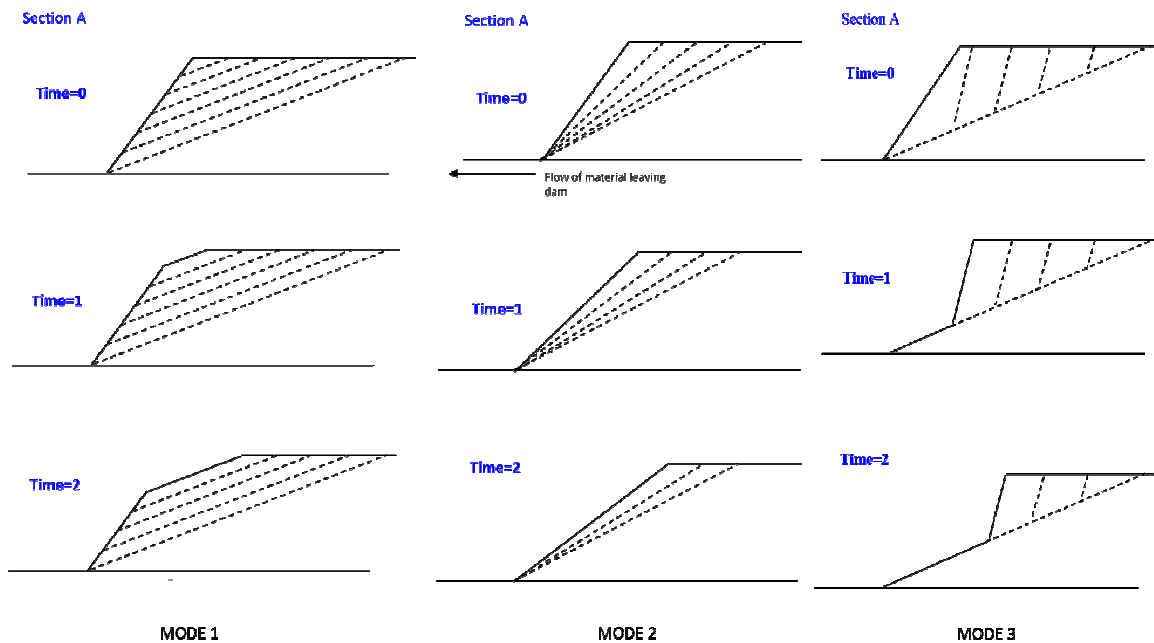 Section A
Time=0
Time=1
Time=2
MODE 1
Section A
Time=0
Flow of material leaving
dam
Time=1
Time=2
MODE 2
Section A
Time=0
Time=1
Time=2
MODE 3